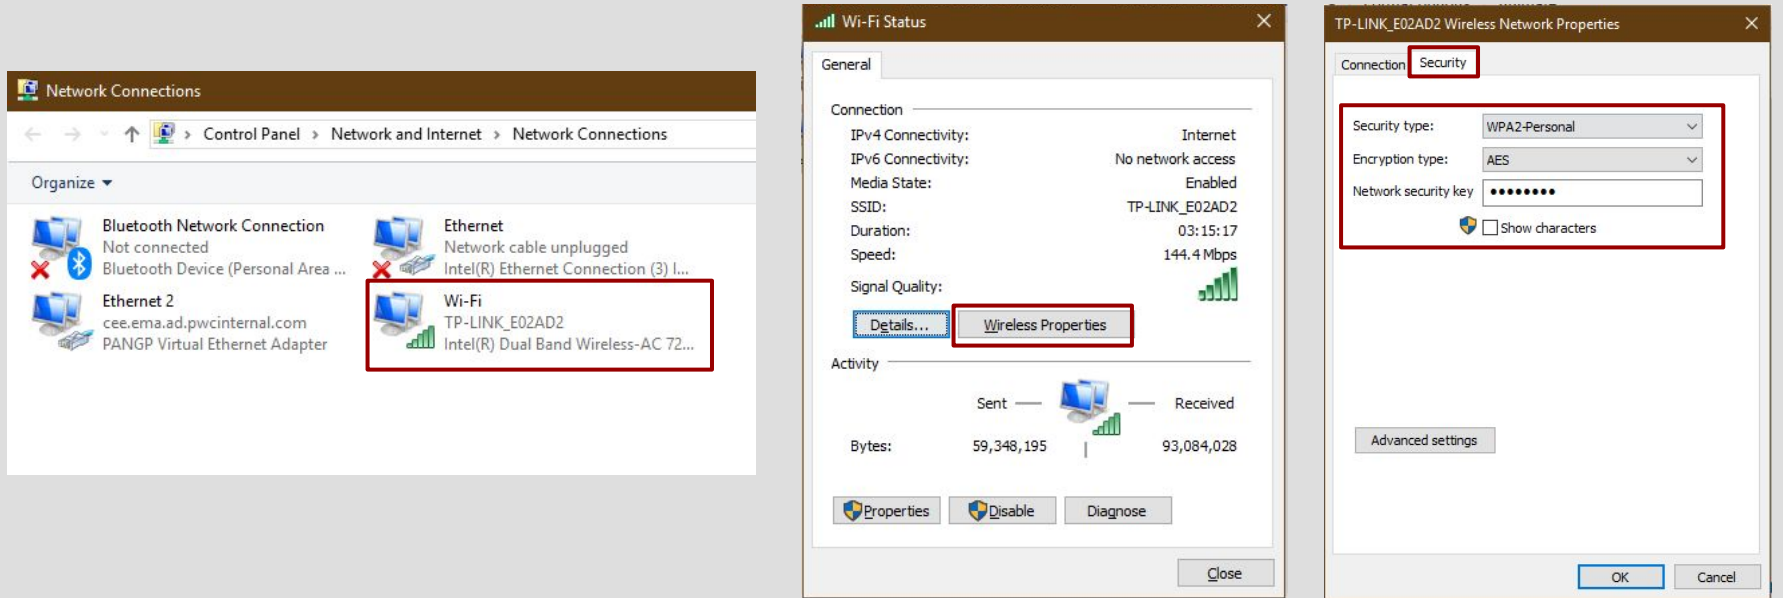 Network Connections
Control Panel > Network and Internet > Network Connections
Organize
Bluetooth Network Connection
Not connected
Bluetooth Device (Personal Area ...
Ethernet
Network cable unplugged
Intel(R) Ethernet Connection (3) I...
Ethernet 2
cee.ema.ad.pwcinternal.com
PANGP Virtual Ethernet Adapter
Wi-Fi
TP-LINK_E02AD2
Intel(R) Dual Band Wireless-AC 72...
Wi-Fi Status
General
Connection
IPv4 Connectivity: Internet
IPv6 Connectivity: No network access
Media State: Enabled
SSID: TP-LINK_E02AD2
Duration: 03:15:17
Speed: 144.4 Mbps
Signal Quality:
Details... Wireless Properties
Activity
Sent Received
Bytes: 59,348,195 93,084,028
Properties Disable Diagnose
Close
TP-LINK_E02AD2 Wireless Network Properties
Connection Security
Security type: WPA2-Personal
Encryption type: AES
Network security key ••••••••
Show characters
Advanced settings
OK Cancel